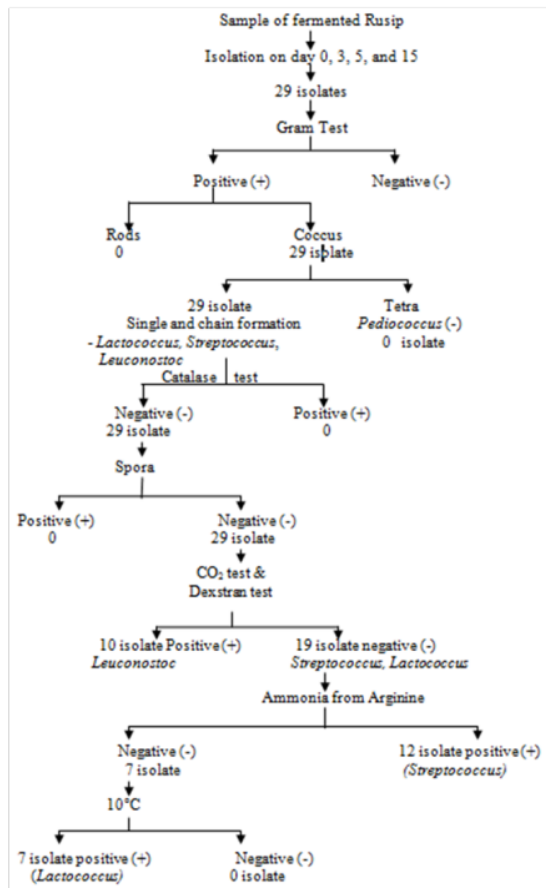 Sample of fermented Rusip
Isolation on day 0, 3, 5, and 15
29 isolates
Gram Test
Positive (+)
Negative (-)
Rods
0
Coccus
29 isolate
29 isolate
Single and chain formation
- Lactococcus, Streptococcus,
Leuconostoc
Tetra
Pediococcus (-)
0 isolate
Catalase test
Negative (-)
29 isolate
Positive (+)
0
Spora
Positive (+)
0
Negative (-)
29 isolate
CO₂ test &
Dexstran test
10 isolate Positive (+)
Leuconostoc
19 isolate negative (-)
Streptococcus, Lactococcus
Ammonia from Arginine
Negative (-)
7 isolate
12 isolate positive (+)
(Streptococcus)
10°C
7 isolate positive (+)
(Lactococcus)
Negative (-)
0 isolate